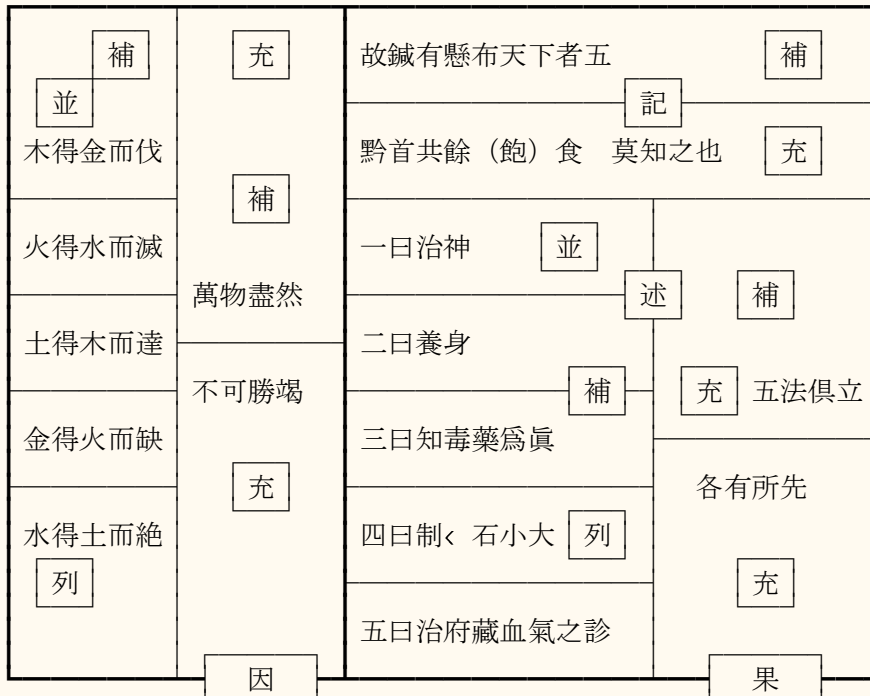 補 充 故鍼有懸布天下者五 補
並 記
木得金而伐 黔首共餘（飽）食　莫知之也 充
補
火得水而滅 一曰治神 並
萬物盡然 述 補
土得木而達 二曰養身
不可勝竭 補 充 五法倶立
金得火而缺 三曰知毒藥爲眞
充 各有所先
水得土而絶 四曰制< 石小大 列
列 充
五曰治府藏血氣之診
因 果